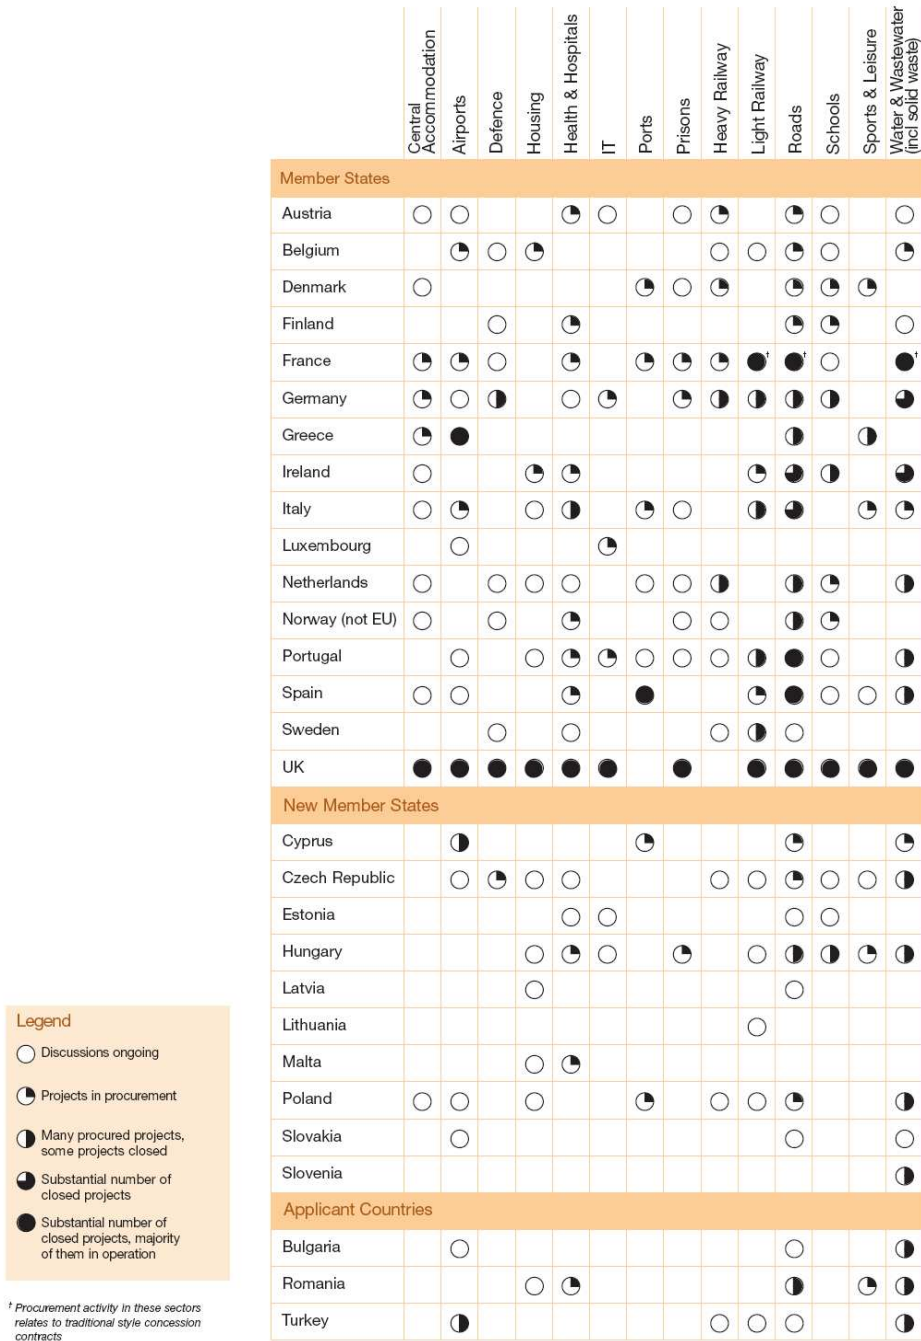 Central
Accommodation
Airports
Defence
Housing
Health & Hospitals
IT
Ports
Prisons
Heavy Railway
Light Railway
Roads
Schools
Sports & Leisure
Water & Wastewater
(incl solid waste)
Member States
Austria
Belgium
Denmark
Finland
France † † †
Germany
Greece
Ireland
Italy
Luxembourg
Netherlands
Norway (not EU)
Portugal
Spain
Sweden
UK
New Member States
Cyprus
Czech Republic
Estonia
Hungary
Latvia
Lithuania
Malta
Poland
Slovakia
Slovenia
Applicant Countries
Bulgaria
Romania
Turkey
Legend
Discussions ongoing
Projects in procurement
Many procured projects,
some projects closed
Substantial number of
closed projects
Substantial number of
closed projects, majority
of them in operation
† Procurement activity in these sectors
relates to traditional style concession
contracts